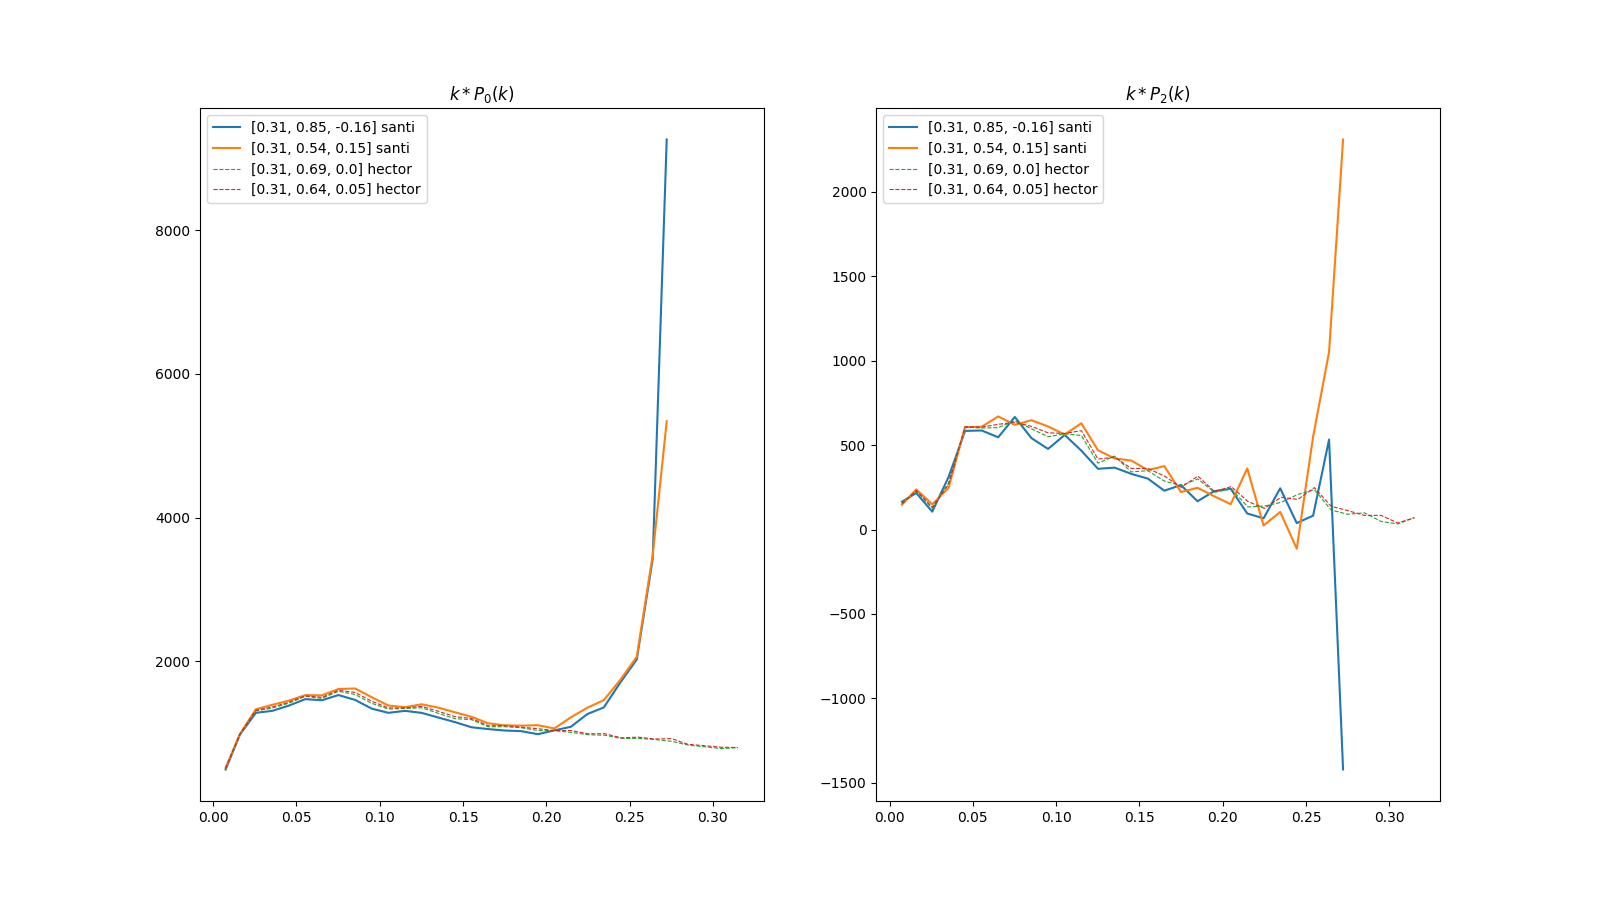 k * P₀(k)
[0.31, 0.85, -0.16] santi
[0.31, 0.54, 0.15] santi
[0.31, 0.69, 0.0] hector
[0.31, 0.64, 0.05] hector
8000
6000
4000
2000
0.00 0.05 0.10 0.15 0.20 0.25 0.30
k * P₂(k)
[0.31, 0.85, -0.16] santi
[0.31, 0.54, 0.15] santi
[0.31, 0.69, 0.0] hector
[0.31, 0.64, 0.05] hector
2000
1500
1000
500
0
−500
−1000
−1500
0.00 0.05 0.10 0.15 0.20 0.25 0.30